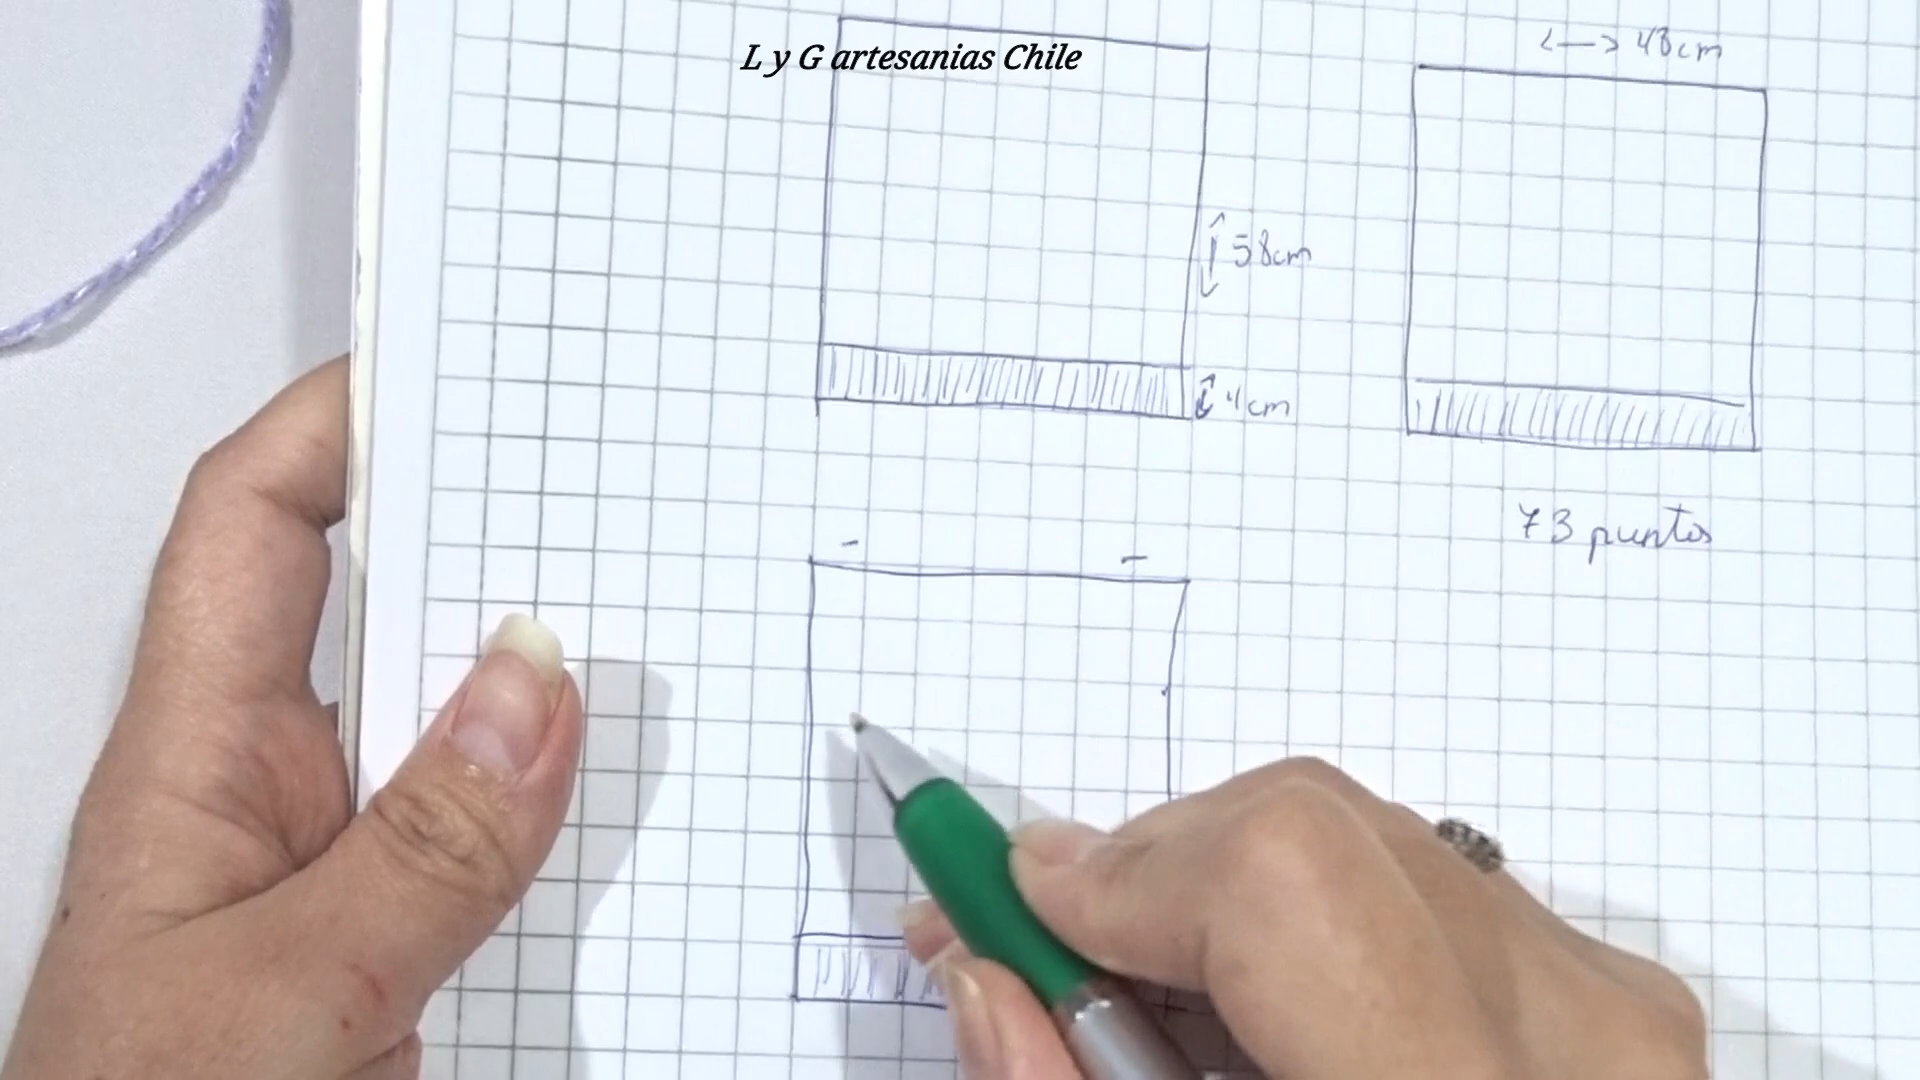 L y G artesanias Chile
<—> 48cm
58cm
4cm
73 puntos